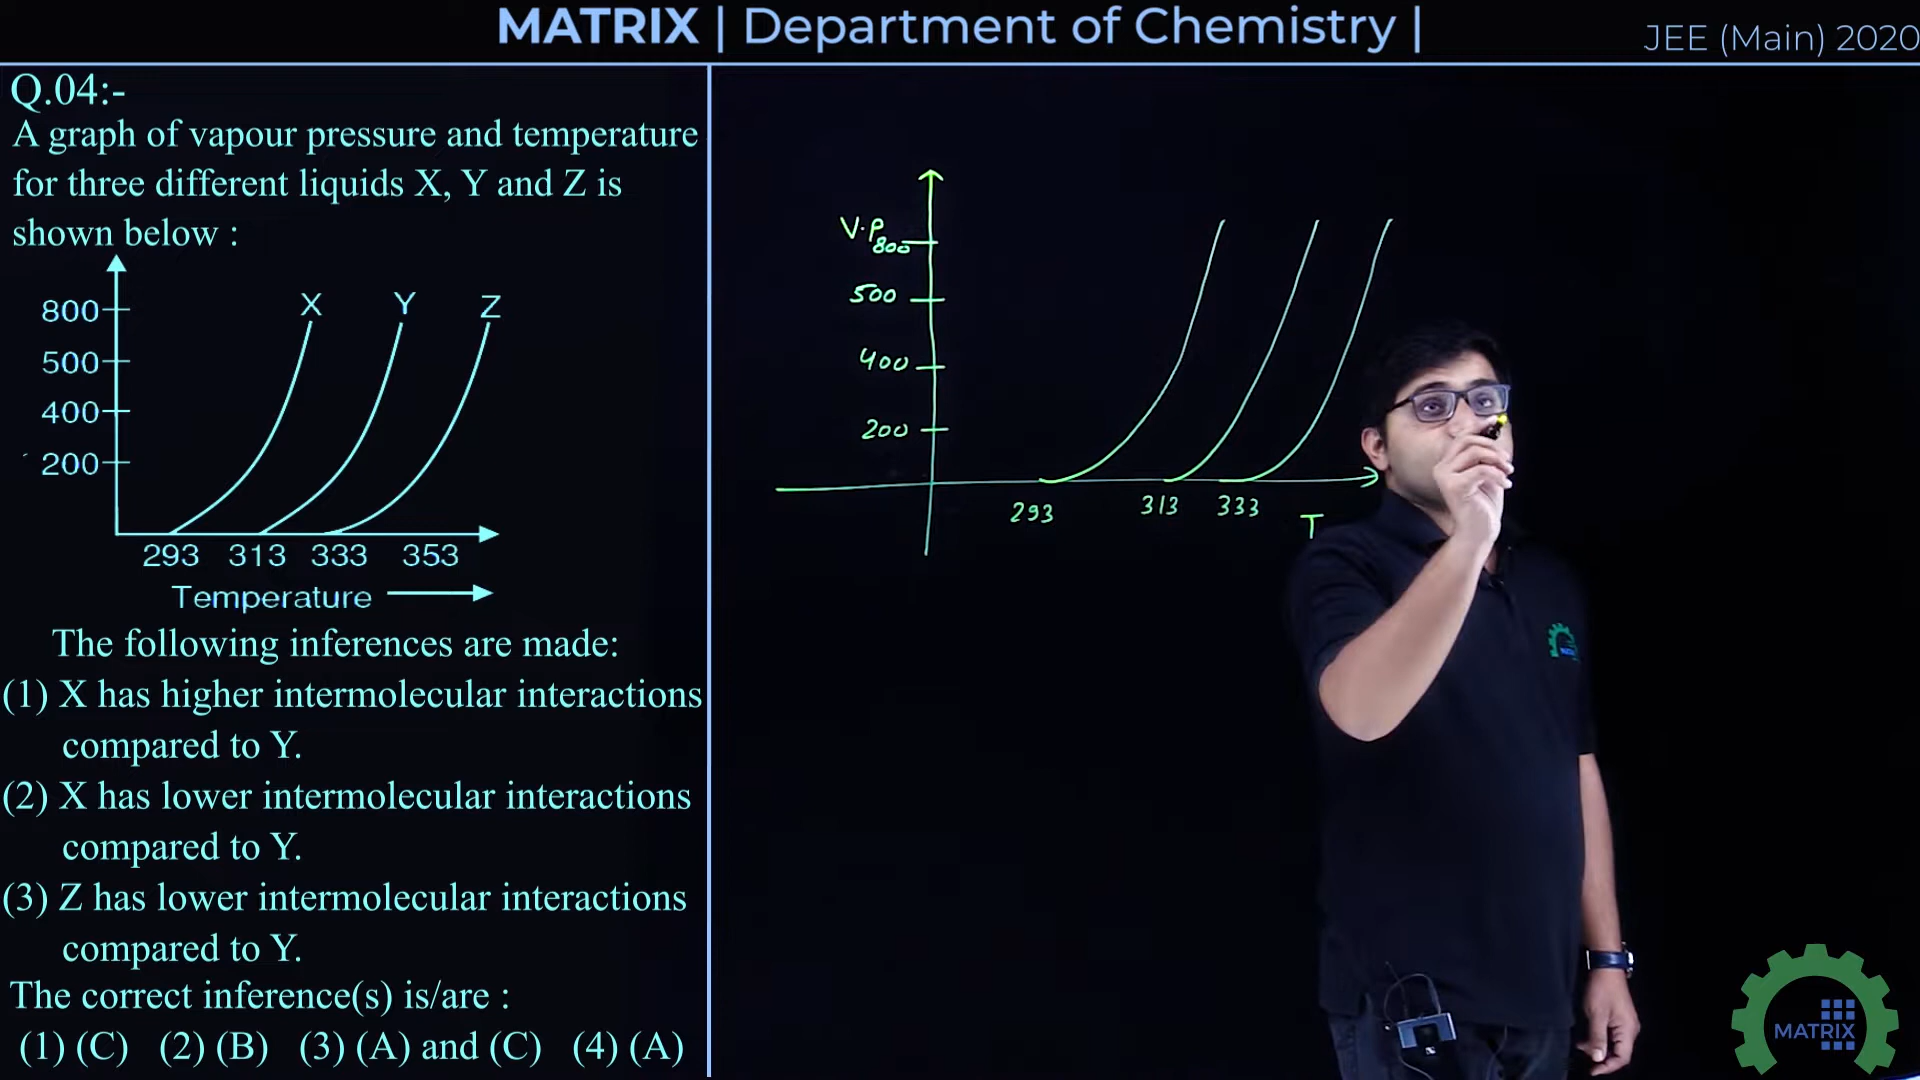 MATRIX | Department of Chemistry |
JEE (Main) 2020
Q.04:-
A graph of vapour pressure and temperature
for three different liquids X, Y and Z is
shown below :
800
500
400
200
X
Y
Z
293 313 333 353
Temperature
The following inferences are made:
(1) X has higher intermolecular interactions
compared to Y.
(2) X has lower intermolecular interactions
compared to Y.
(3) Z has lower intermolecular interactions
compared to Y.
The correct inference(s) is/are :
(1) (C) (2) (B) (3) (A) and (C) (4) (A)
V.P
800
500
400
200
293 313 333
T
MATRIX